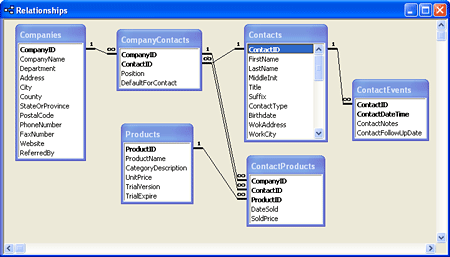 Relationships
Companies
CompanyID
CompanyName
Department
Address
City
County
StateOrProvince
PostalCode
PhoneNumber
FaxNumber
Website
ReferredBy
1
∞
CompanyContacts
CompanyID
ContactID
Position
DefaultForContact
1
∞
1
Contacts
ContactID
FirstName
LastName
MiddleInit
Title
Suffix
ContactType
Birthdate
WokAddress
WorkCity
1
∞
ContactEvents
ContactID
ContactDateTime
ContactNotes
ContactFollowUpDate
Products
ProductID
ProductName
CategoryDescription
UnitPrice
TrialVersion
TrialExpire
1
∞
∞
∞
ContactProducts
CompanyID
ContactID
ProductID
DateSold
SoldPrice